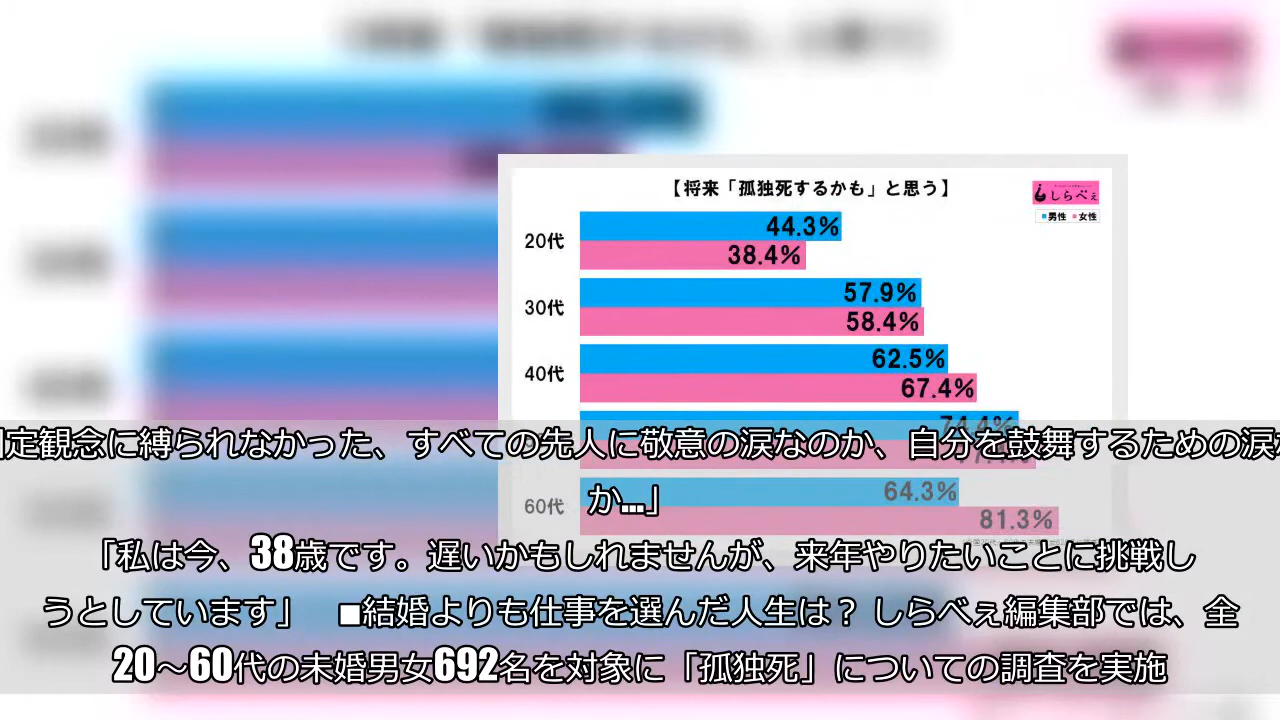 【将来「孤独死するかも」と思う】
しらべぇ
■男性 ■女性
20代
44.3%
38.4%
30代
57.9%
58.4%
40代
62.5%
67.4%
74.4%
定観念に縛られなかった、すべての先人に敬意の涙なのか、自分を鼓舞するための涙な
60代
64.3%
81.3%
か...」
「私は今、38歳です。遅いかもしれませんが、来年やりたいことに挑戦し
うとしています」 ■結婚よりも仕事を選んだ人生は？ しらべぇ編集部では、全
20〜60代の未婚男女692名を対象に「孤独死」についての調査を実施